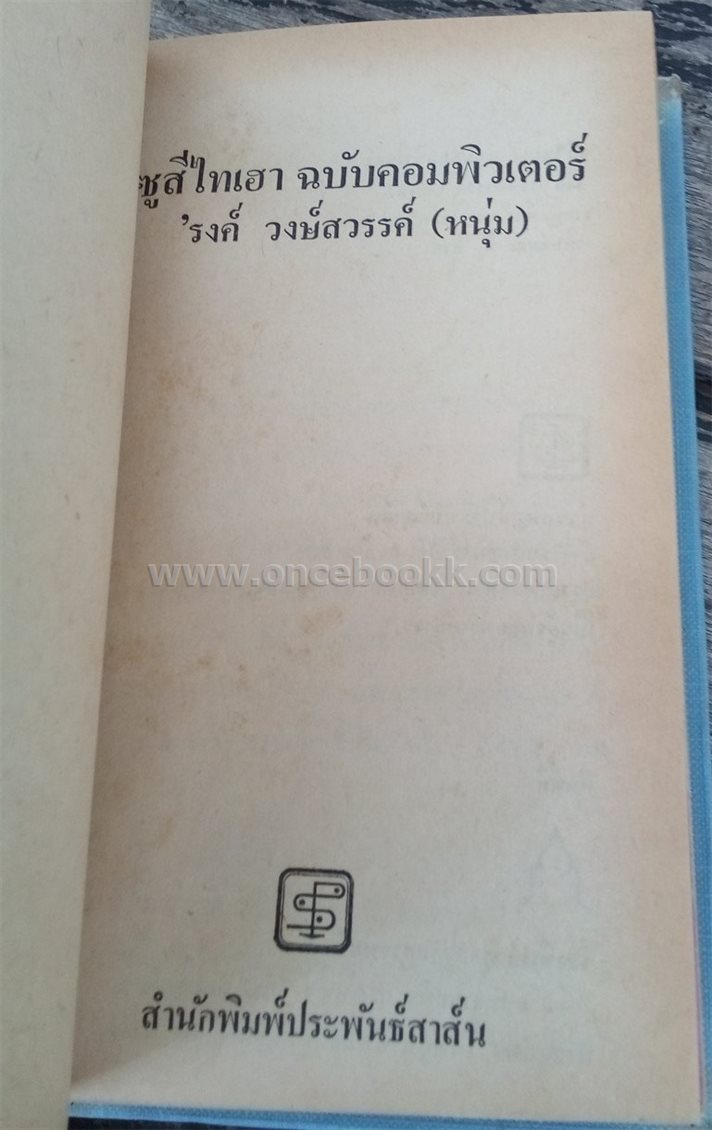 ซูสีไทเฮา ฉบับคอมพิวเตอร์
'รงค์ วงษ์สวรรค์ (หนุ่ม)
www.oncebookk.com
สำนักพิมพ์ประพันธ์สาส์น